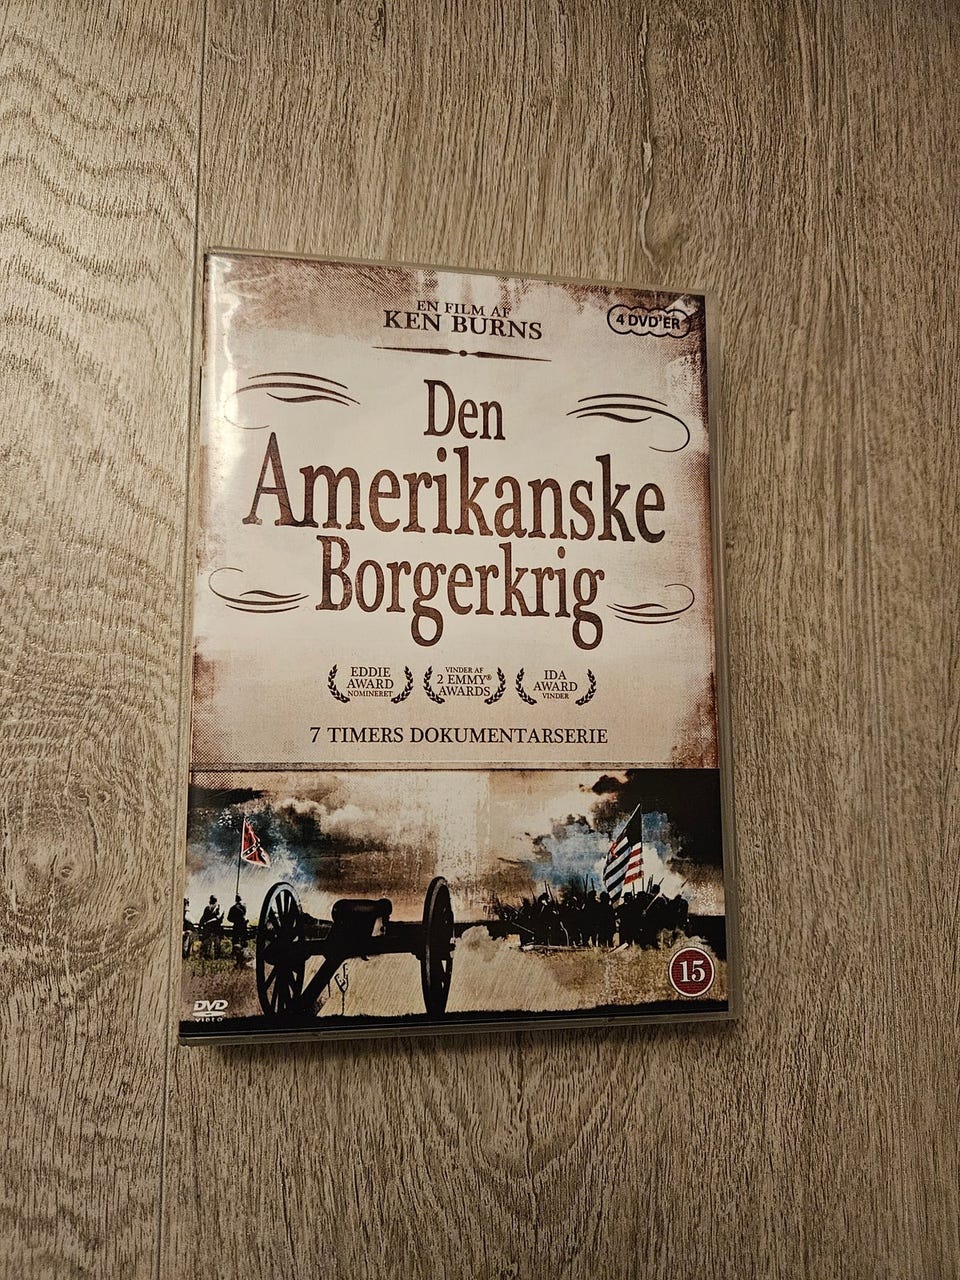 EN FILM AF
KEN BURNS
4 DVD'ER
Den
Amerikanske
Borgerkrig
EDDIE
AWARD
NOMINERET
VINDER AF
2 EMMY®
AWARDS
IDA
AWARD
VINDER
7 TIMERS DOKUMENTARSERIE
15
DVD
VIDEO